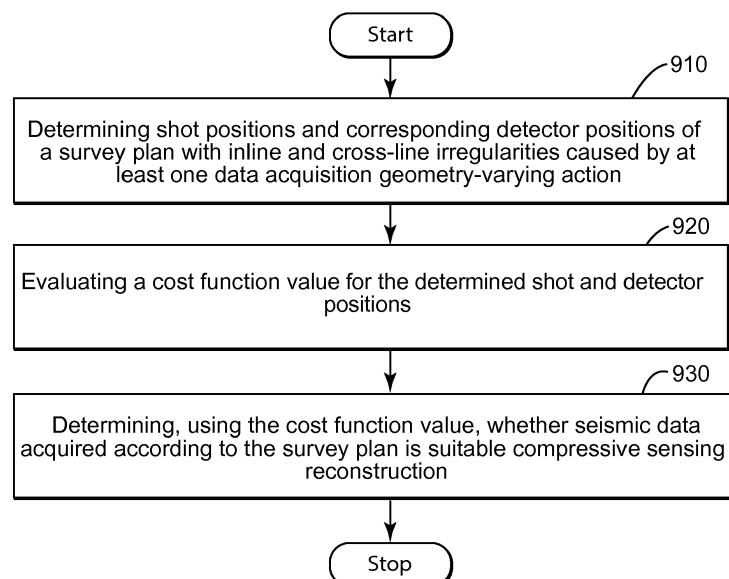 Start
910
Determining shot positions and corresponding detector positions of
a survey plan with inline and cross-line irregularities caused by at
least one data acquisition geometry-varying action
920
Evaluating a cost function value for the determined shot and detector
positions
930
Determining, using the cost function value, whether seismic data
acquired according to the survey plan is suitable compressive sensing
reconstruction
Stop